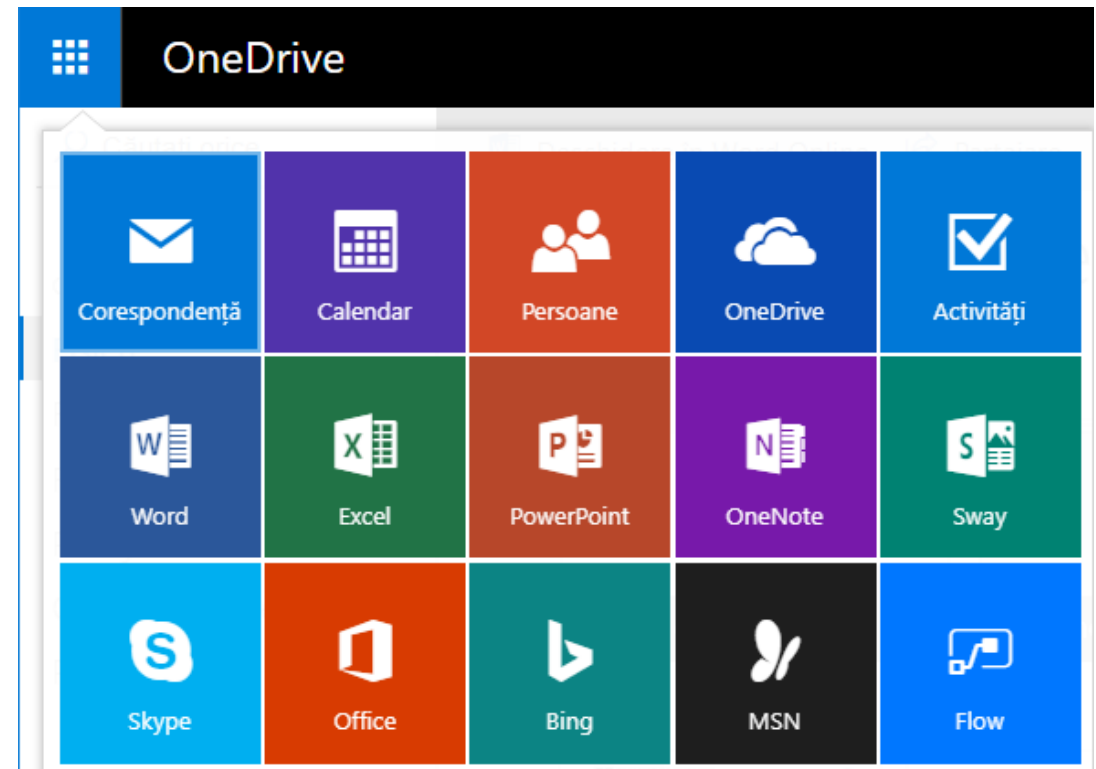 OneDrive
Corespondență Calendar Persoane OneDrive Activități
Word Excel PowerPoint OneNote Sway
Skype Office Bing MSN Flow